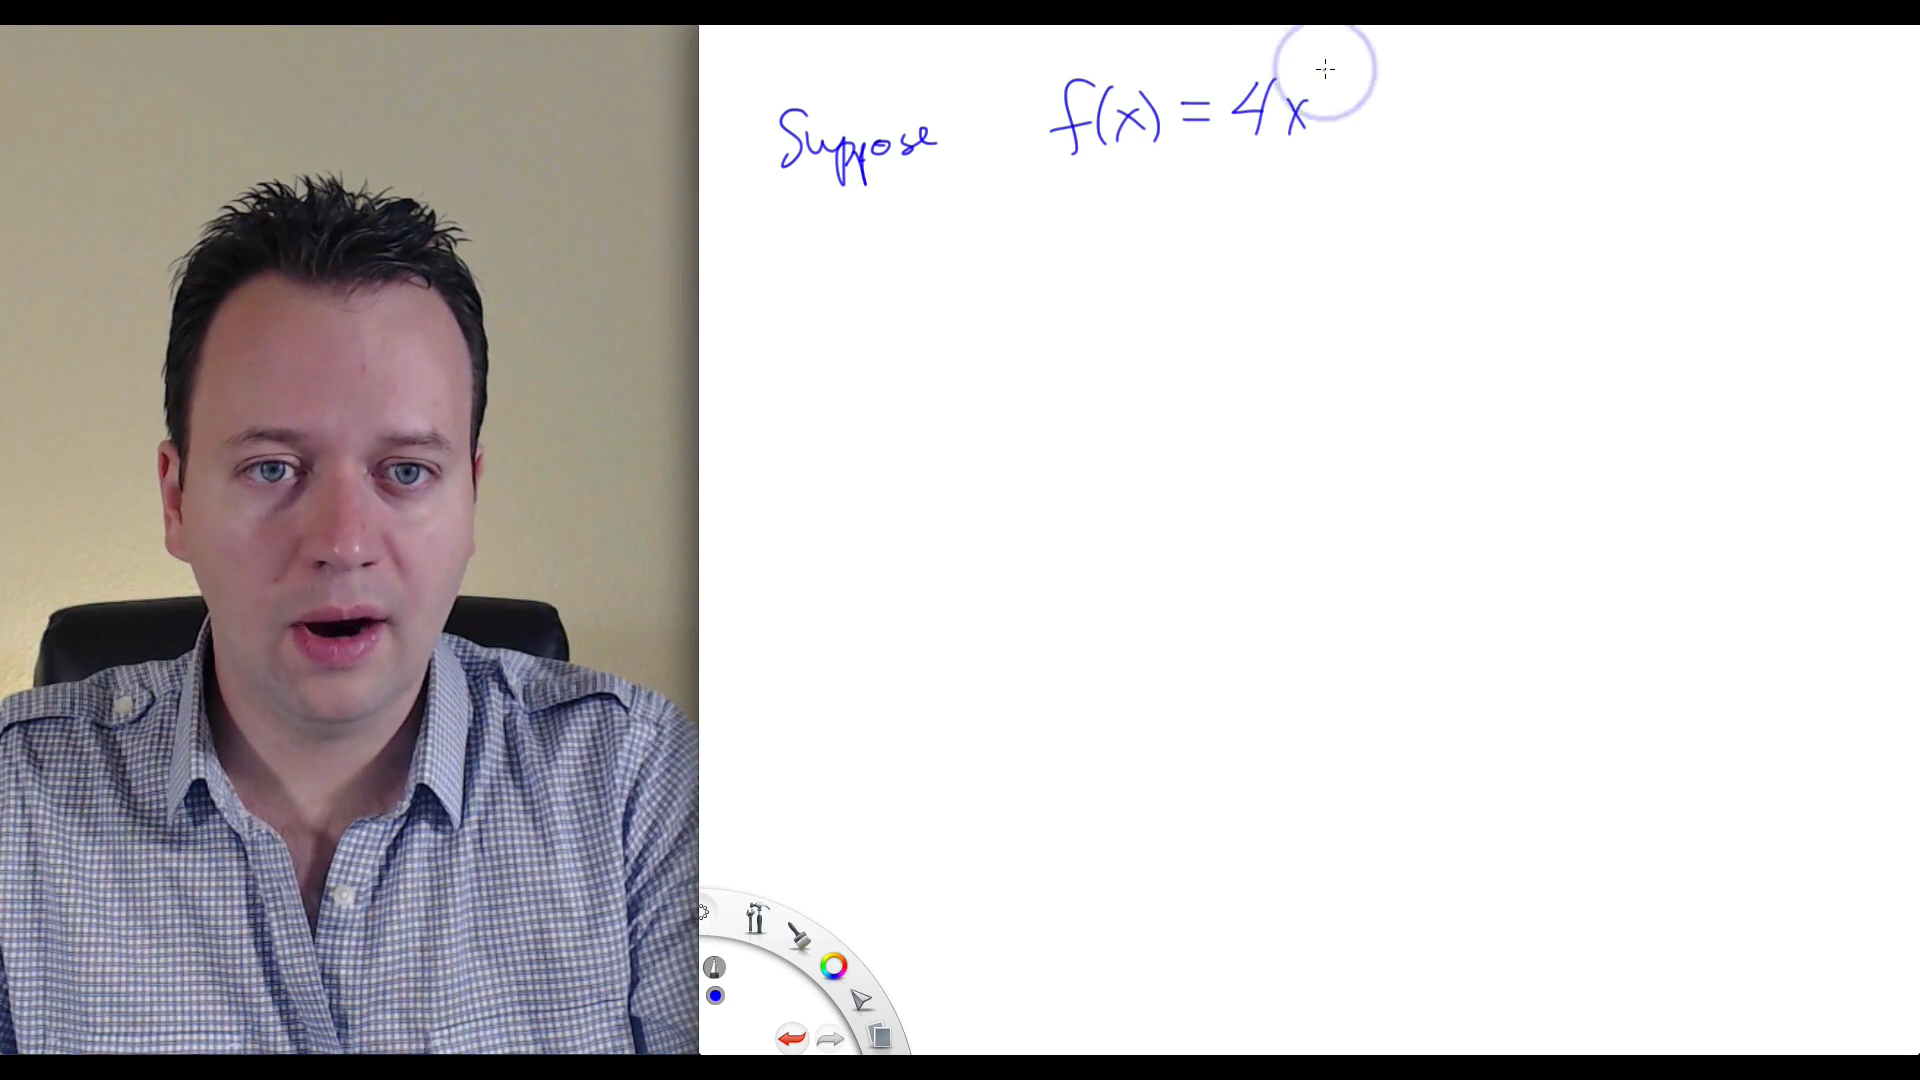 Suppose f(x) = 4x